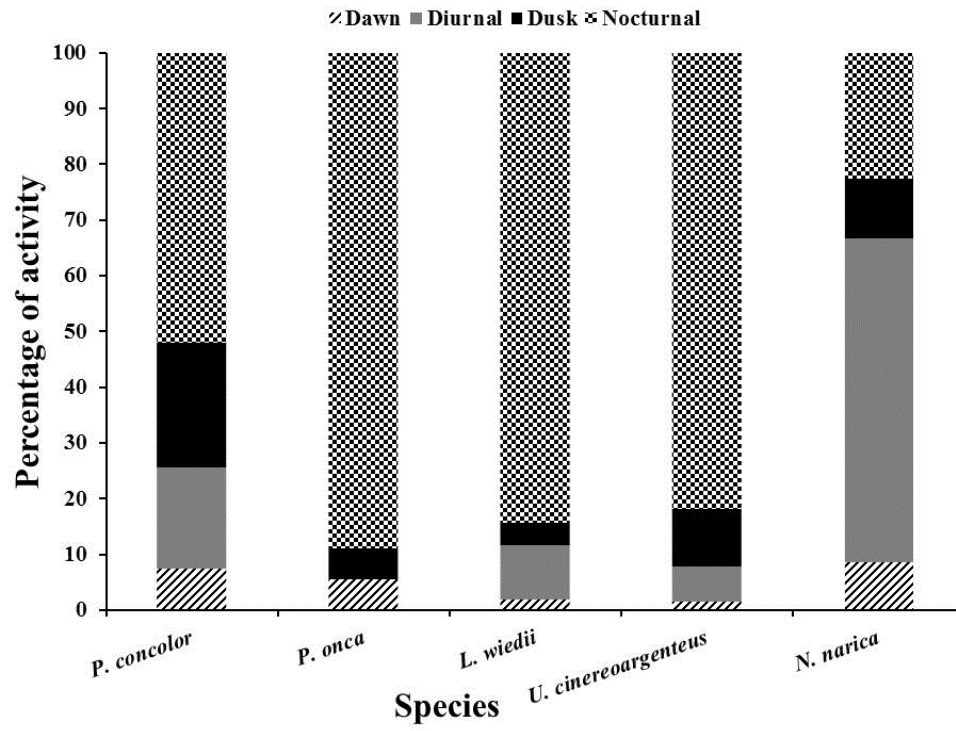 Dawn Diurnal Dusk Nocturnal
100
90
80
70
60
50
40
30
20
10
0
Percentage of activity
P. concolor
P. onca
L. wiedii
U. cinereoargenteus
N. narica
Species